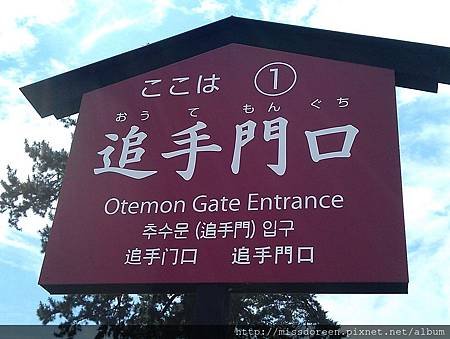 ここは ①
おうて もんぐち
追手門口
Otemon Gate Entrance
추수문 (追手門) 입구
追手门口 追手門口
http://missdoreen.pixnet.net/album